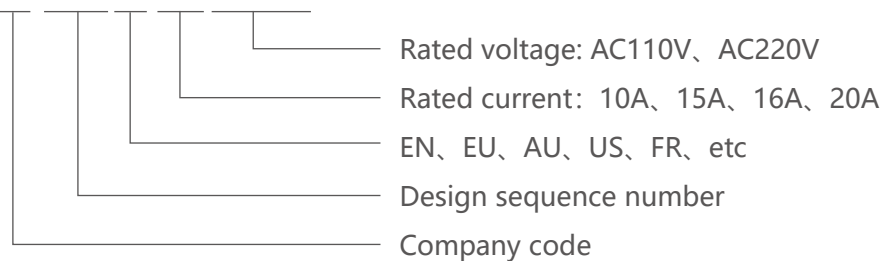 Rated voltage: AC110V、AC220V
Rated current：10A、15A、16A、20A
EN、EU、AU、US、FR、etc
Design sequence number
Company code